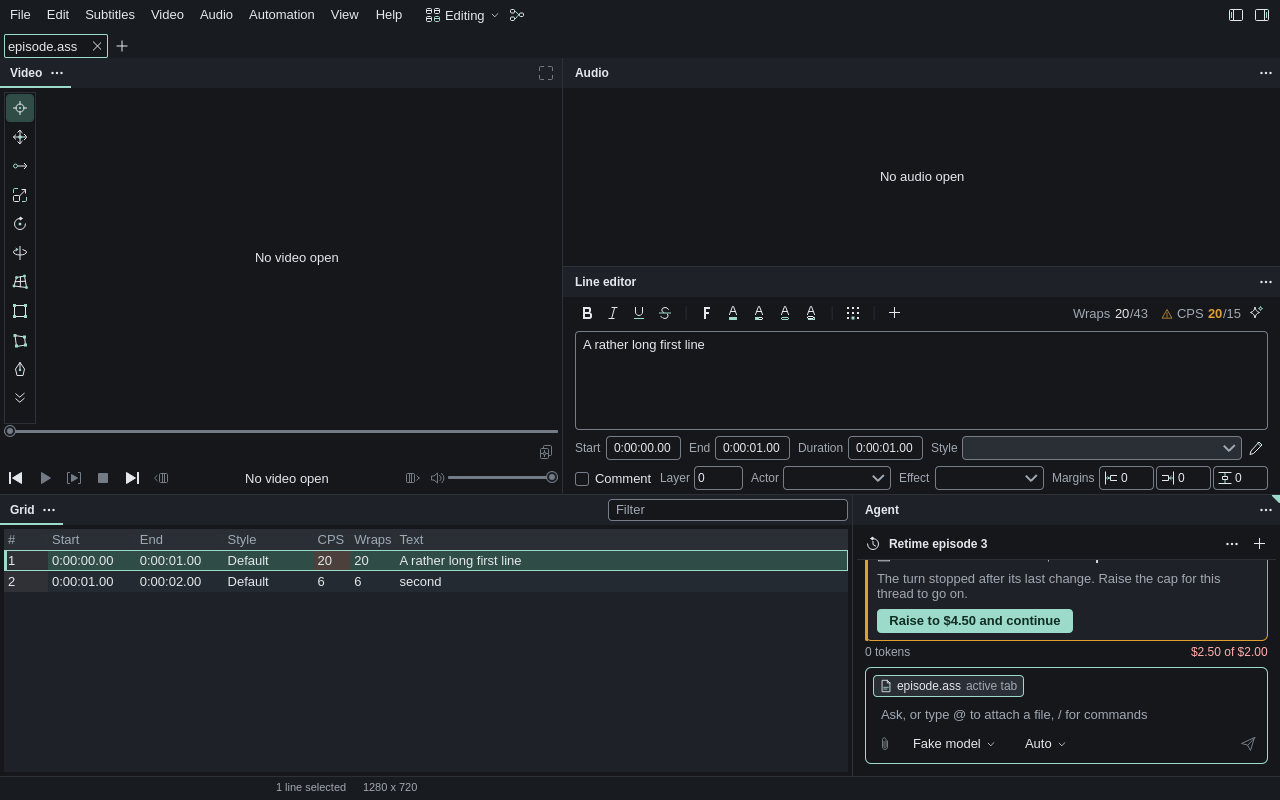 File Edit Subtitles Video Audio Automation View Help Editing
episode.ass
Video
Audio
No video open
No audio open
Line editor
B I U S F A A A A Wraps 20/43 CPS 20/15
A rather long first line
Start 0:00:00.00 End 0:00:01.00 Duration 0:00:01.00 Style
Comment Layer 0 Actor Effect Margins 0 0 0
No video open
Grid
Filter
# Start End Style CPS Wraps Text
1 0:00:00.00 0:00:01.00 Default 20 20 A rather long first line
2 0:00:01.00 0:00:02.00 Default 6 6 second
Agent
Retime episode 3
The turn stopped after its last change. Raise the cap for this
thread to go on.
Raise to $4.50 and continue
0 tokens $2.50 of $2.00
episode.ass active tab
Ask, or type @ to attach a file, / for commands
Fake model Auto
1 line selected 1280 x 720